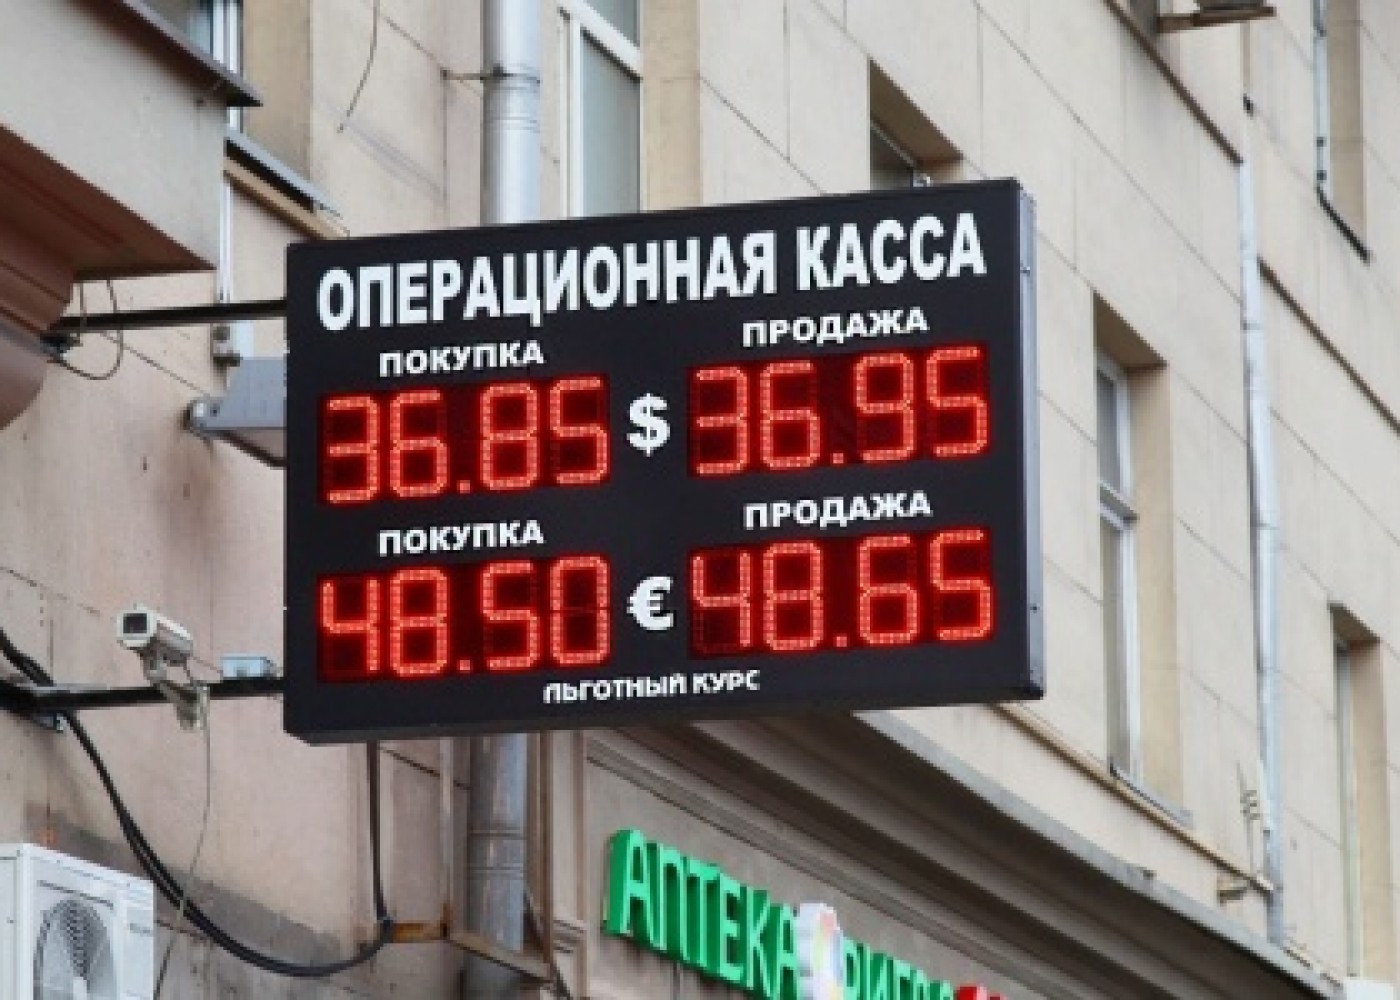 ОПЕРАЦИОННАЯ КАССА
ПОКУПКА ПРОДАЖА
36.85 $ 36.95
ПОКУПКА ПРОДАЖА
48.50 € 48.65
ЛЬГОТНЫЙ КУРС
АПТЕКА